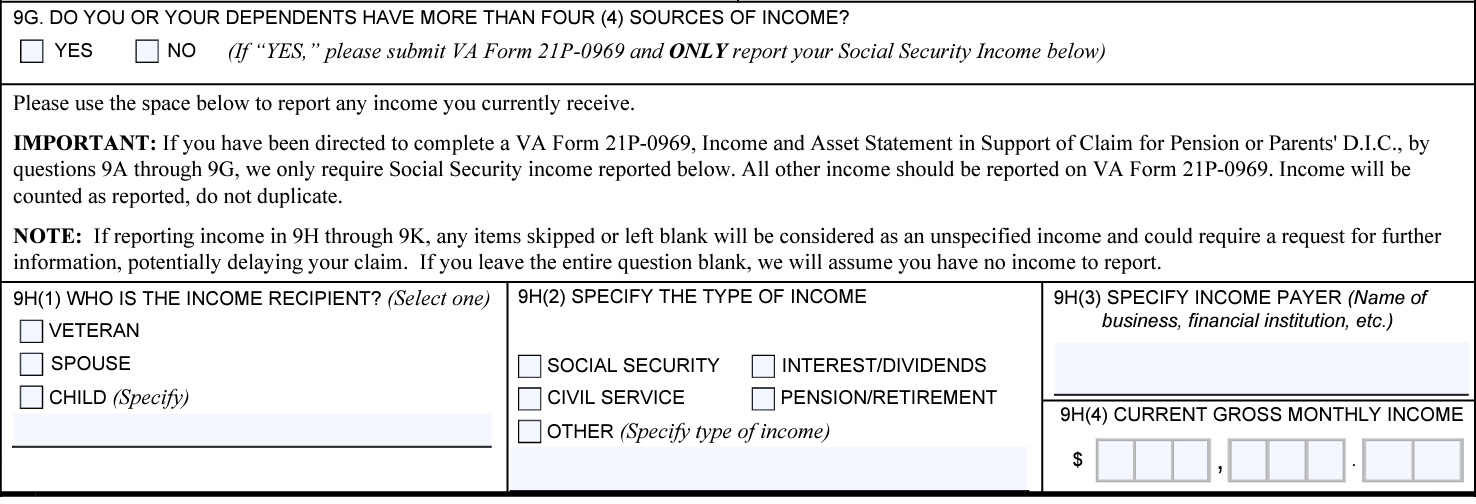 9G. DO YOU OR YOUR DEPENDENTS HAVE MORE THAN FOUR (4) SOURCES OF INCOME?
YES NO (If “YES,” please submit VA Form 21P-0969 and ONLY report your Social Security Income below)
Please use the space below to report any income you currently receive.
IMPORTANT: If you have been directed to complete a VA Form 21P-0969, Income and Asset Statement in Support of Claim for Pension or Parents' D.I.C., by
questions 9A through 9G, we only require Social Security income reported below. All other income should be reported on VA Form 21P-0969. Income will be
counted as reported, do not duplicate.
NOTE: If reporting income in 9H through 9K, any items skipped or left blank will be considered as an unspecified income and could require a request for further
information, potentially delaying your claim. If you leave the entire question blank, we will assume you have no income to report.
9H(1) WHO IS THE INCOME RECIPIENT? (Select one)
VETERAN
SPOUSE
CHILD (Specify)
9H(2) SPECIFY THE TYPE OF INCOME
SOCIAL SECURITY INTEREST/DIVIDENDS
CIVIL SERVICE PENSION/RETIREMENT
OTHER (Specify type of income)
9H(3) SPECIFY INCOME PAYER (Name of
business, financial institution, etc.)
9H(4) CURRENT GROSS MONTHLY INCOME
$ , .